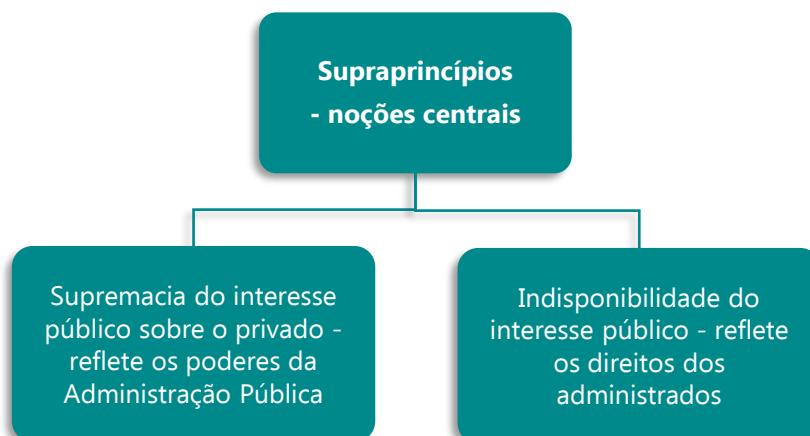 Supraprincípios
- noções centrais
Supremacia do interesse
público sobre o privado -
reflete os poderes da
Administração Pública
Indisponibilidade do
interesse público - reflete
os direitos dos
administrados